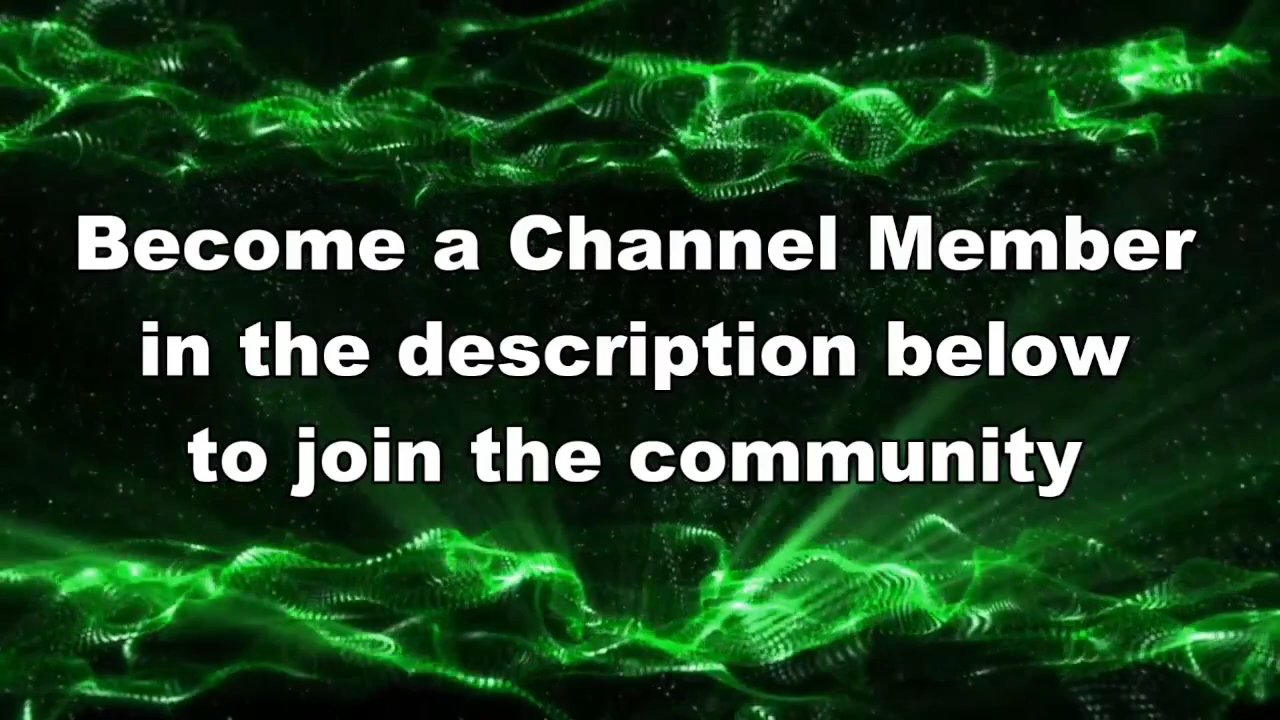 Become a Channel Member
in the description below
to join the community